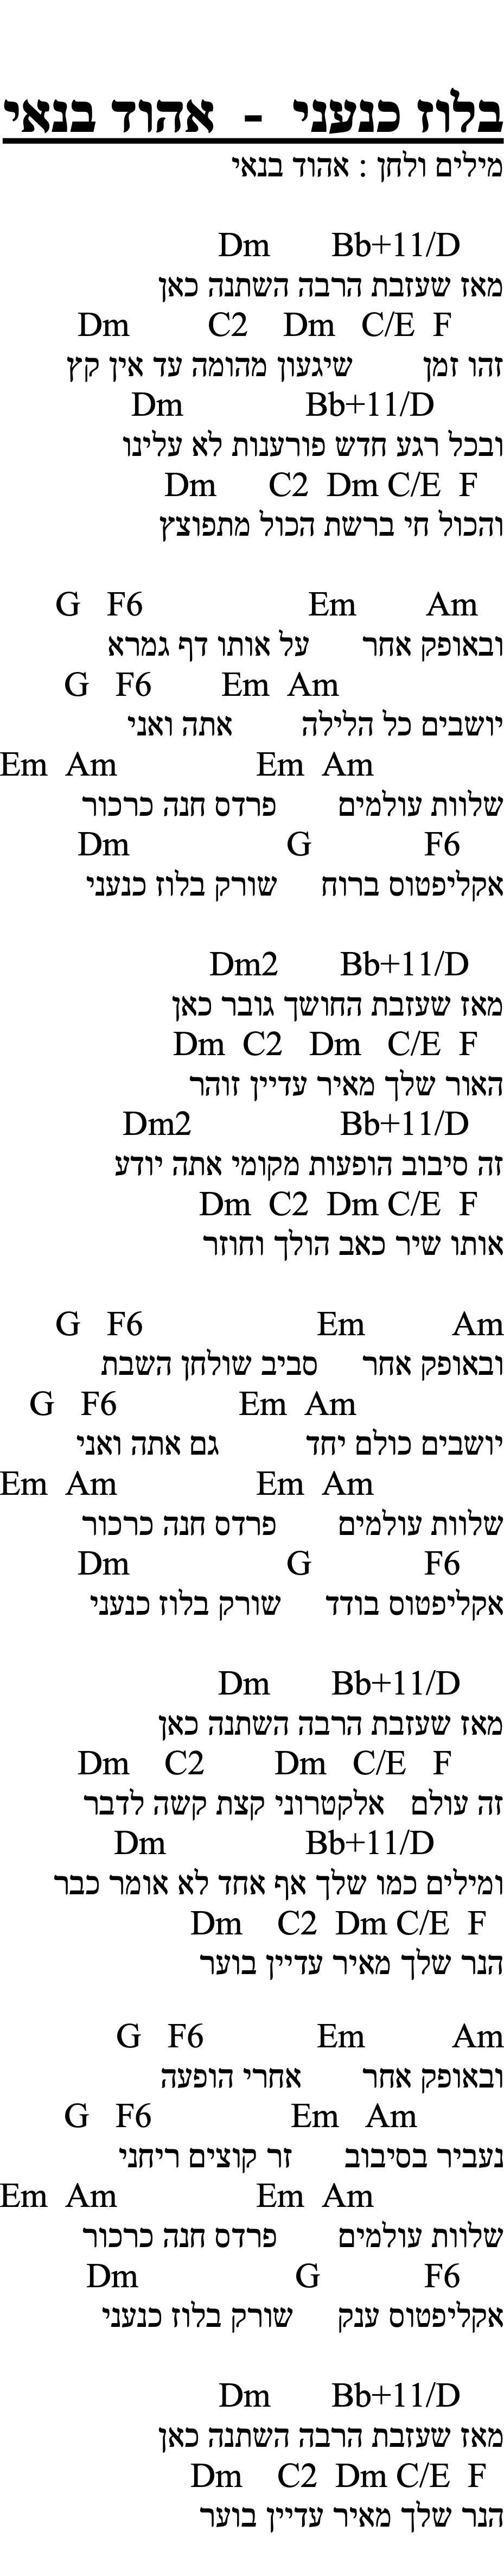 בלוז כנעני - אהוד בנאי
מילים ולחן : אהוד בנאי
Dm Bb+11/D
מאז שעזבת הרבה השתנה כאן
Dm C2 Dm C/E F
זהו זמן שיגעון מהומה עד אין קץ
Dm Bb+11/D
ובכל רגע חדש פורענות לא עלינו
Dm C2 Dm C/E F
והכול חי ברשת הכול מתפוצץ
G F6 Em Am
ובאופק אחר על אותו דף גמרא
G F6 Em Am
יושבים כל הלילה אתה ואני
Em Am Em Am
שלוות עולמים פרדס חנה כרכור
Dm G F6
אקליפטוס ברוח שורק בלוז כנעני
Dm2 Bb+11/D
מאז שעזבת החושך גובר כאן
Dm C2 Dm C/E F
האור שלך מאיר עדיין זוהר
Dm2 Bb+11/D
זה סיבוב הופעות מקומי אתה יודע
Dm C2 Dm C/E F
אותו שיר כאב הולך וחוזר
G F6 Em Am
ובאופק אחר סביב שולחן השבת
G F6 Em Am
יושבים כולם יחד גם אתה ואני
Em Am Em Am
שלוות עולמים פרדס חנה כרכור
Dm G F6
אקליפטוס בודד שורק בלוז כנעני
Dm Bb+11/D
מאז שעזבת הרבה השתנה כאן
Dm C2 Dm C/E F
זה עולם אלקטרוני קצת קשה לדבר
Dm Bb+11/D
ומילים כמו שלך אף אחד לא אומר כבר
Dm C2 Dm C/E F
הנר שלך מאיר עדיין בוער
G F6 Em Am
ובאופק אחר אחרי הופעה
G F6 Em Am
נעביר בסיבוב זר קוצים ריחני
Em Am Em Am
שלוות עולמים פרדס חנה כרכור
Dm G F6
אקליפטוס ענק שורק בלוז כנעני
Dm Bb+11/D
מאז שעזבת הרבה השתנה כאן
Dm C2 Dm C/E F
הנר שלך מאיר עדיין בוער